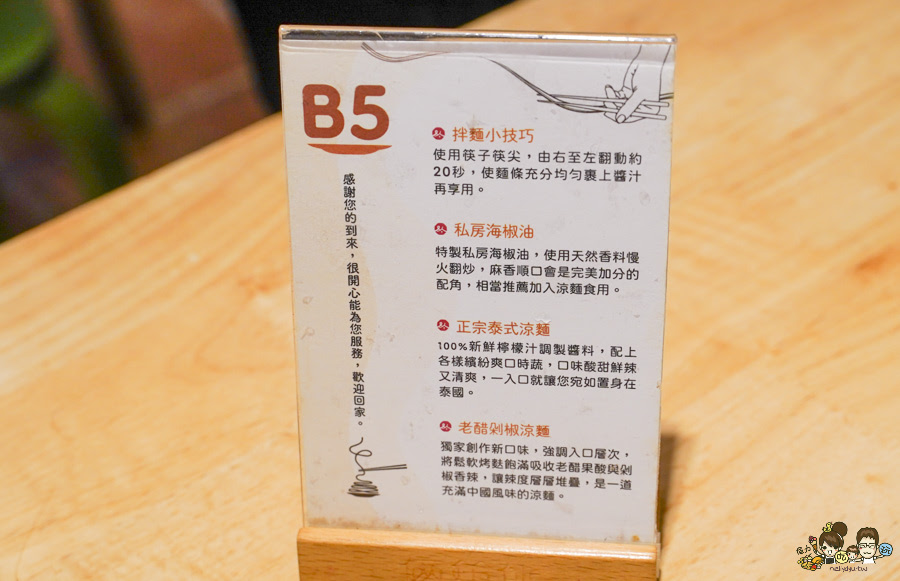 B5
感謝您的到來，很開心能為您服務，歡迎回家。
拌麵小技巧
使用筷子筷尖，由右至左翻動約
20秒，使麵條充分均勻裹上醬汁
再享用。
私房海椒油
特製私房海椒油，使用天然香料慢
火翻炒，麻香順口會是完美加分的
配角，相當推薦加入涼麵食用。
正宗泰式涼麵
100%新鮮檸檬汁調製醬料，配上
各樣繽紛爽口時蔬，口味酸甜鮮辣
又清爽，一入口就讓您宛如置身在
泰國。
老醋剁椒涼麵
獨家創作新口味，強調入口層次，
將鬆軟烤麩飽滿吸收老醋果酸與剁
椒香辣，讓辣度層層堆疊，是一道
充滿中國風味的涼麵。
nelydyu.tw